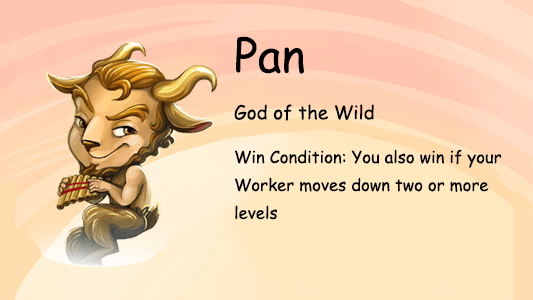 Pan
God of the Wild
Win Condition: You also win if your
Worker moves down two or more
levels